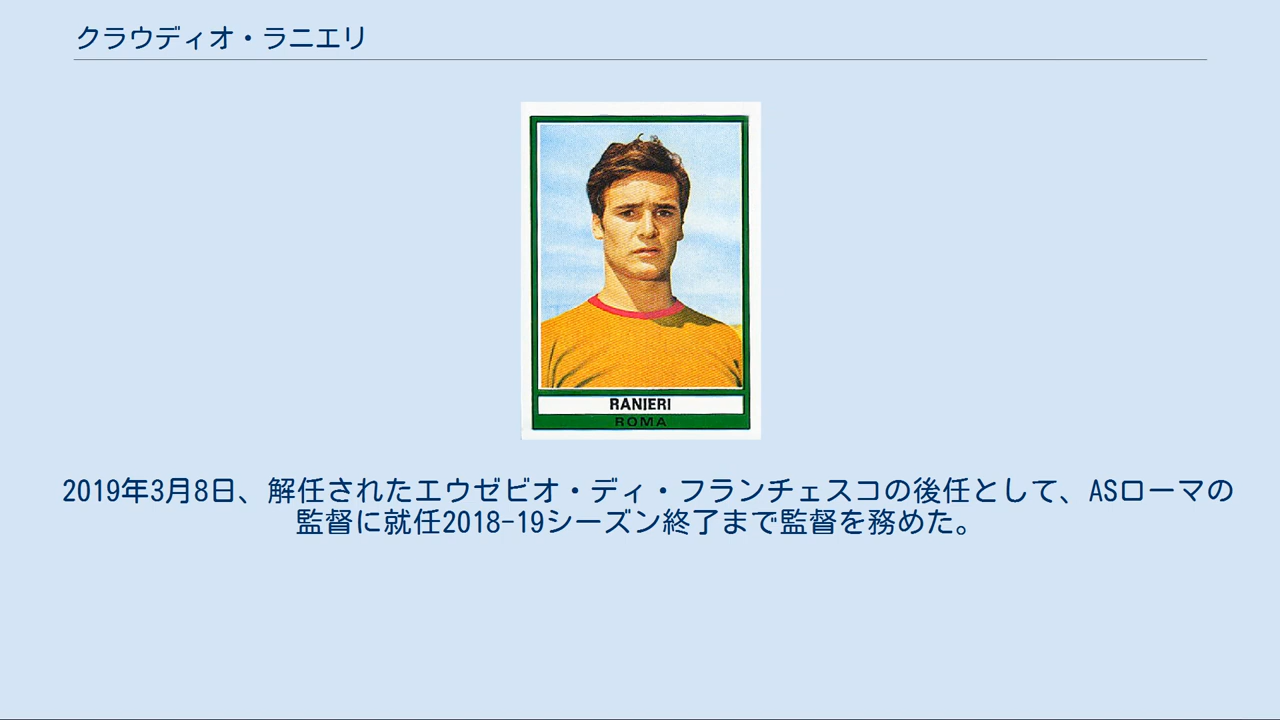 クラウディオ・ラニエリ
RANIERI
ROMA
2019年3月8日、解任されたエウゼビオ・ディ・フランチェスコの後任として、ASローマの
監督に就任2018-19シーズン終了まで監督を務めた。